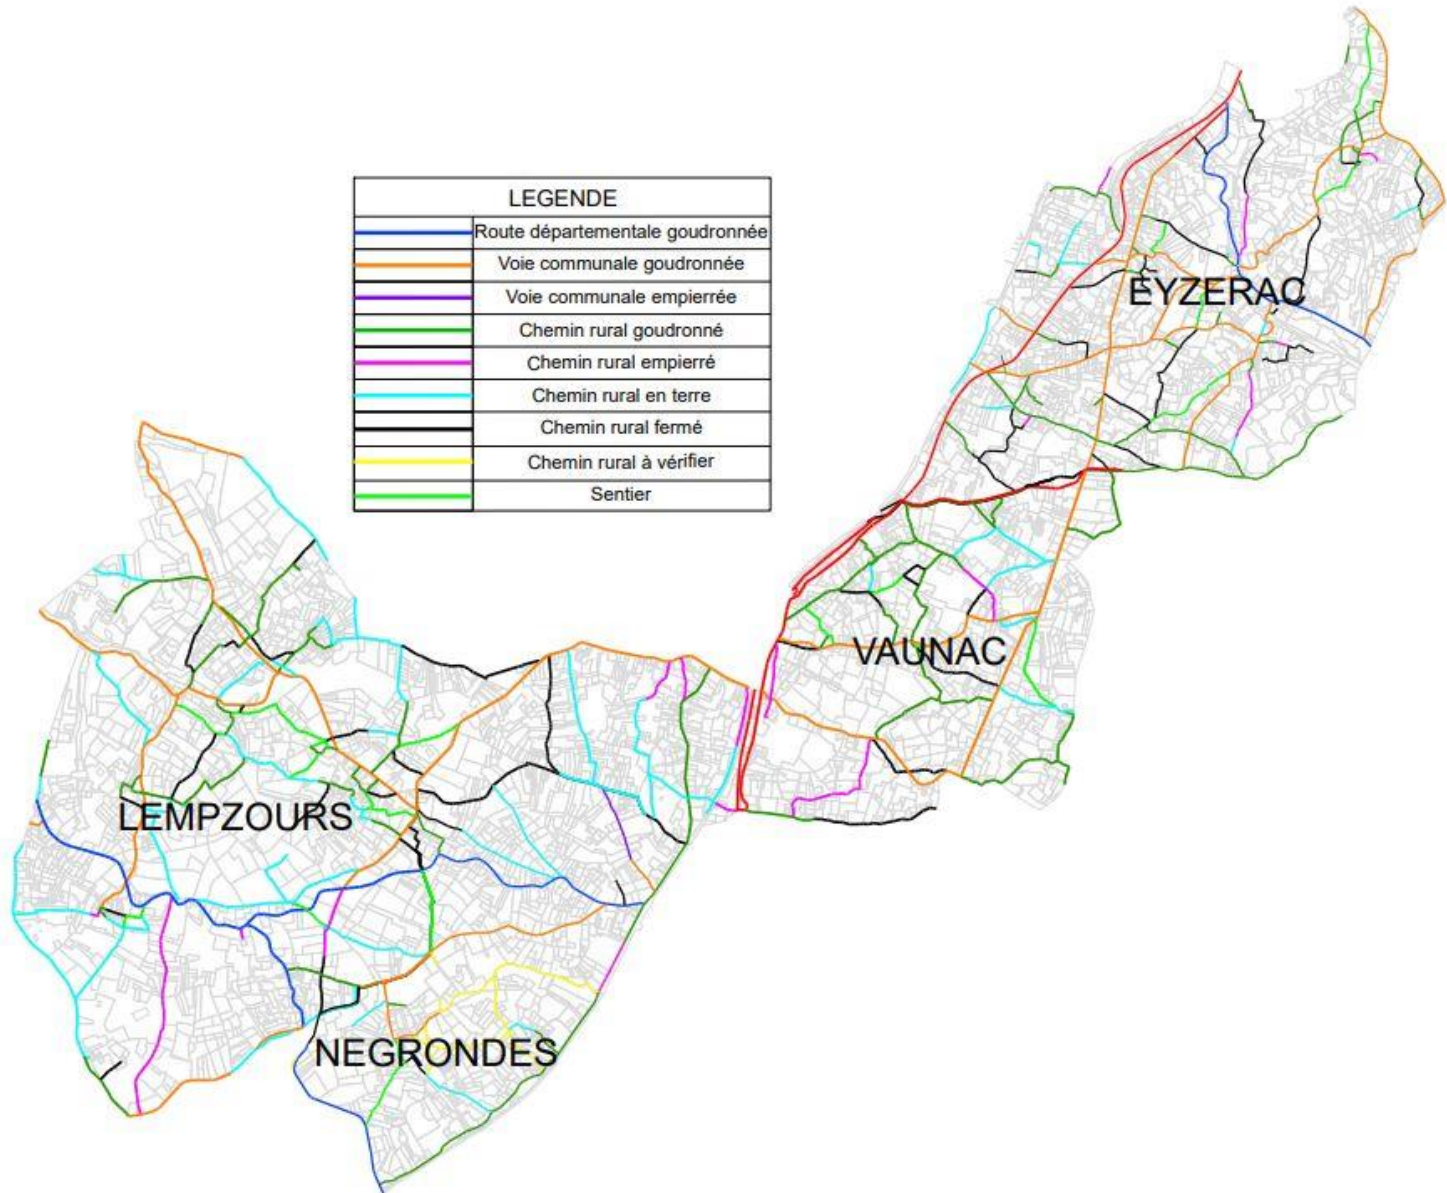 LEGENDE
Route départementale goudronnée
Voie communale goudronnée
Voie communale empierrée
Chemin rural goudronné
Chemin rural empierré
Chemin rural en terre
Chemin rural fermé
Chemin rural à vérifier
Sentier
EYZERAC
VAUNAC
LEMPZOURS
NEGRONDES